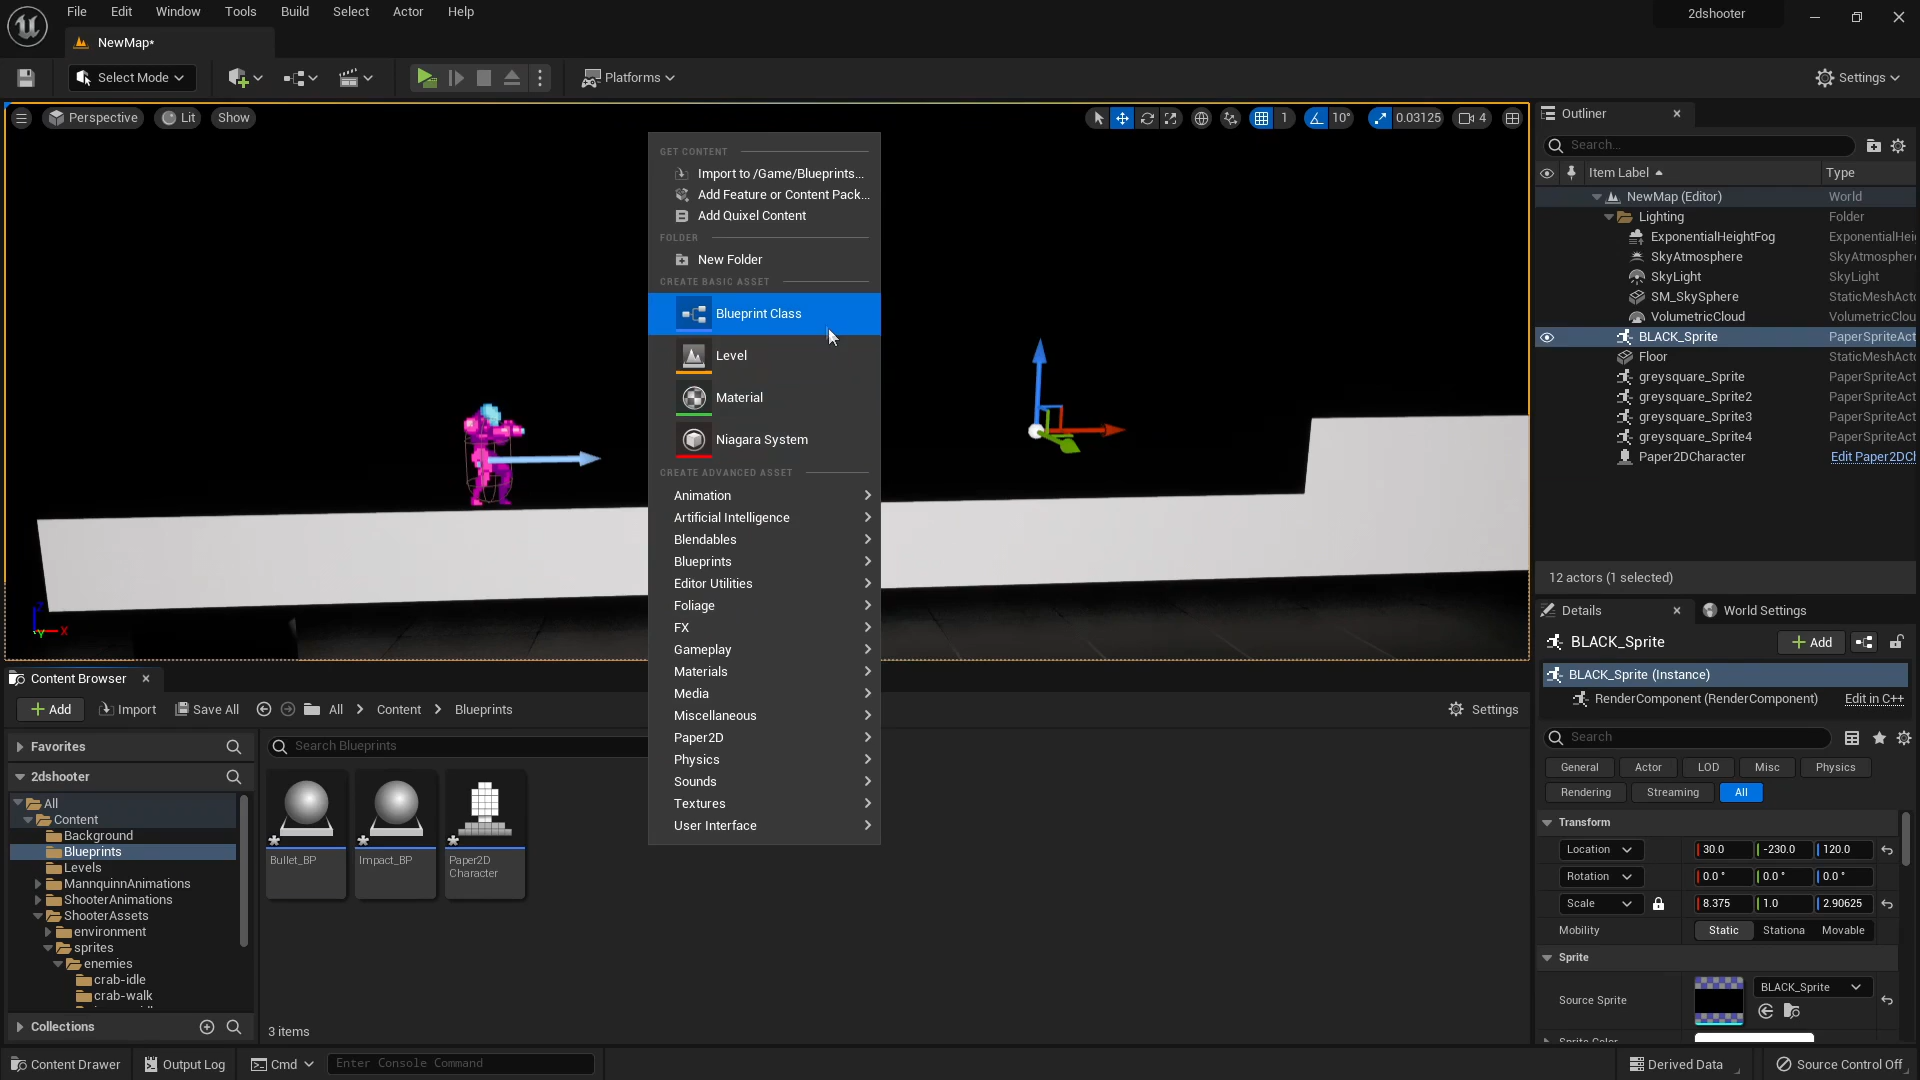 File Edit Window Tools Build Select Actor Help
2dshooter
NewMap*
Select Mode
Platforms
Settings
Perspective Lit Show
1 10° 0.03125 4
GET CONTENT
Import to /Game/Blueprints...
Add Feature or Content Pack...
Add Quixel Content
FOLDER
New Folder
CREATE BASIC ASSET
Blueprint Class
Level
Material
Niagara System
CREATE ADVANCED ASSET
Animation
Artificial Intelligence
Blendables
Blueprints
Editor Utilities
Foliage
FX
Gameplay
Materials
Media
Miscellaneous
Paper2D
Physics
Sounds
Textures
User Interface
Y X
Outliner
Search...
Item Label Type
NewMap (Editor) World
Lighting Folder
ExponentialHeightFog ExponentialHei
SkyAtmosphere SkyAtmosphere
SkyLight SkyLight
SM_SkySphere StaticMeshAct
VolumetricCloud VolumetricClou
BLACK_Sprite PaperSpriteAct
Floor StaticMeshAct
greysquare_Sprite PaperSpriteAct
greysquare_Sprite2 PaperSpriteAct
greysquare_Sprite3 PaperSpriteAct
greysquare_Sprite4 PaperSpriteAct
Paper2DCharacter Edit Paper2DCl
12 actors (1 selected)
Details World Settings
BLACK_Sprite Add
BLACK_Sprite (Instance)
RenderComponent (RenderComponent) Edit in C++
Search
General Actor LOD Misc Physics
Rendering Streaming All
Transform
Location 30.0 -230.0 120.0
Rotation 0.0 ° 0.0 ° 0.0 °
Scale 8.375 1.0 2.90625
Mobility Static Stationa Movable
Sprite
Source Sprite BLACK_Sprite
Sprite Color
Content Browser
Add Import Save All All Content Blueprints Settings
Favorites
2dshooter
All
Content
Background
Blueprints
Levels
MannquinnAnimations
ShooterAnimations
ShooterAssets
environment
sprites
enemies
crab-idle
crab-walk
Collections
Search Blueprints
Bullet_BP
Impact_BP
Paper2D
Character
3 items
Content Drawer Output Log Cmd Enter Console Command Derived Data Source Control Off